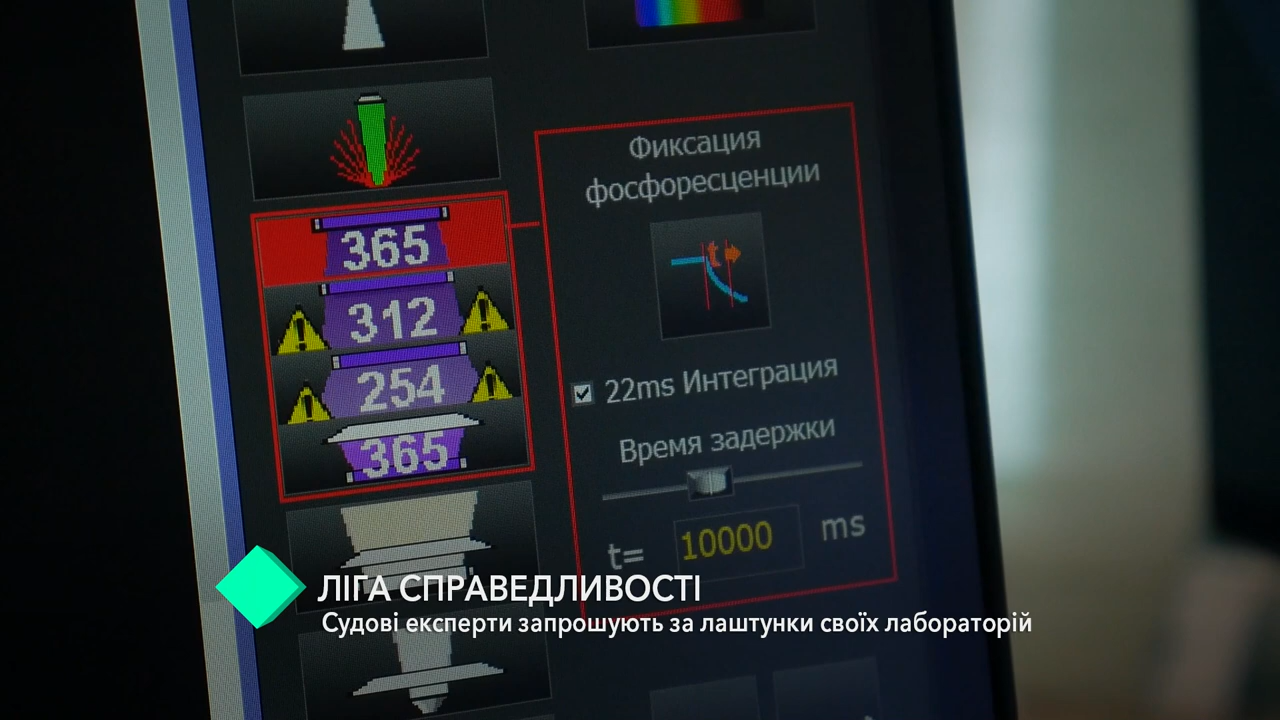 Фиксация
фосфоресценции
365
312
254
365
t
22ms Интеграция
Время задержки
t= 10000 ms
ЛІГА СПРАВЕДЛИВОСТІ
Судові експерти запрошують за лаштунки своїх лабораторій